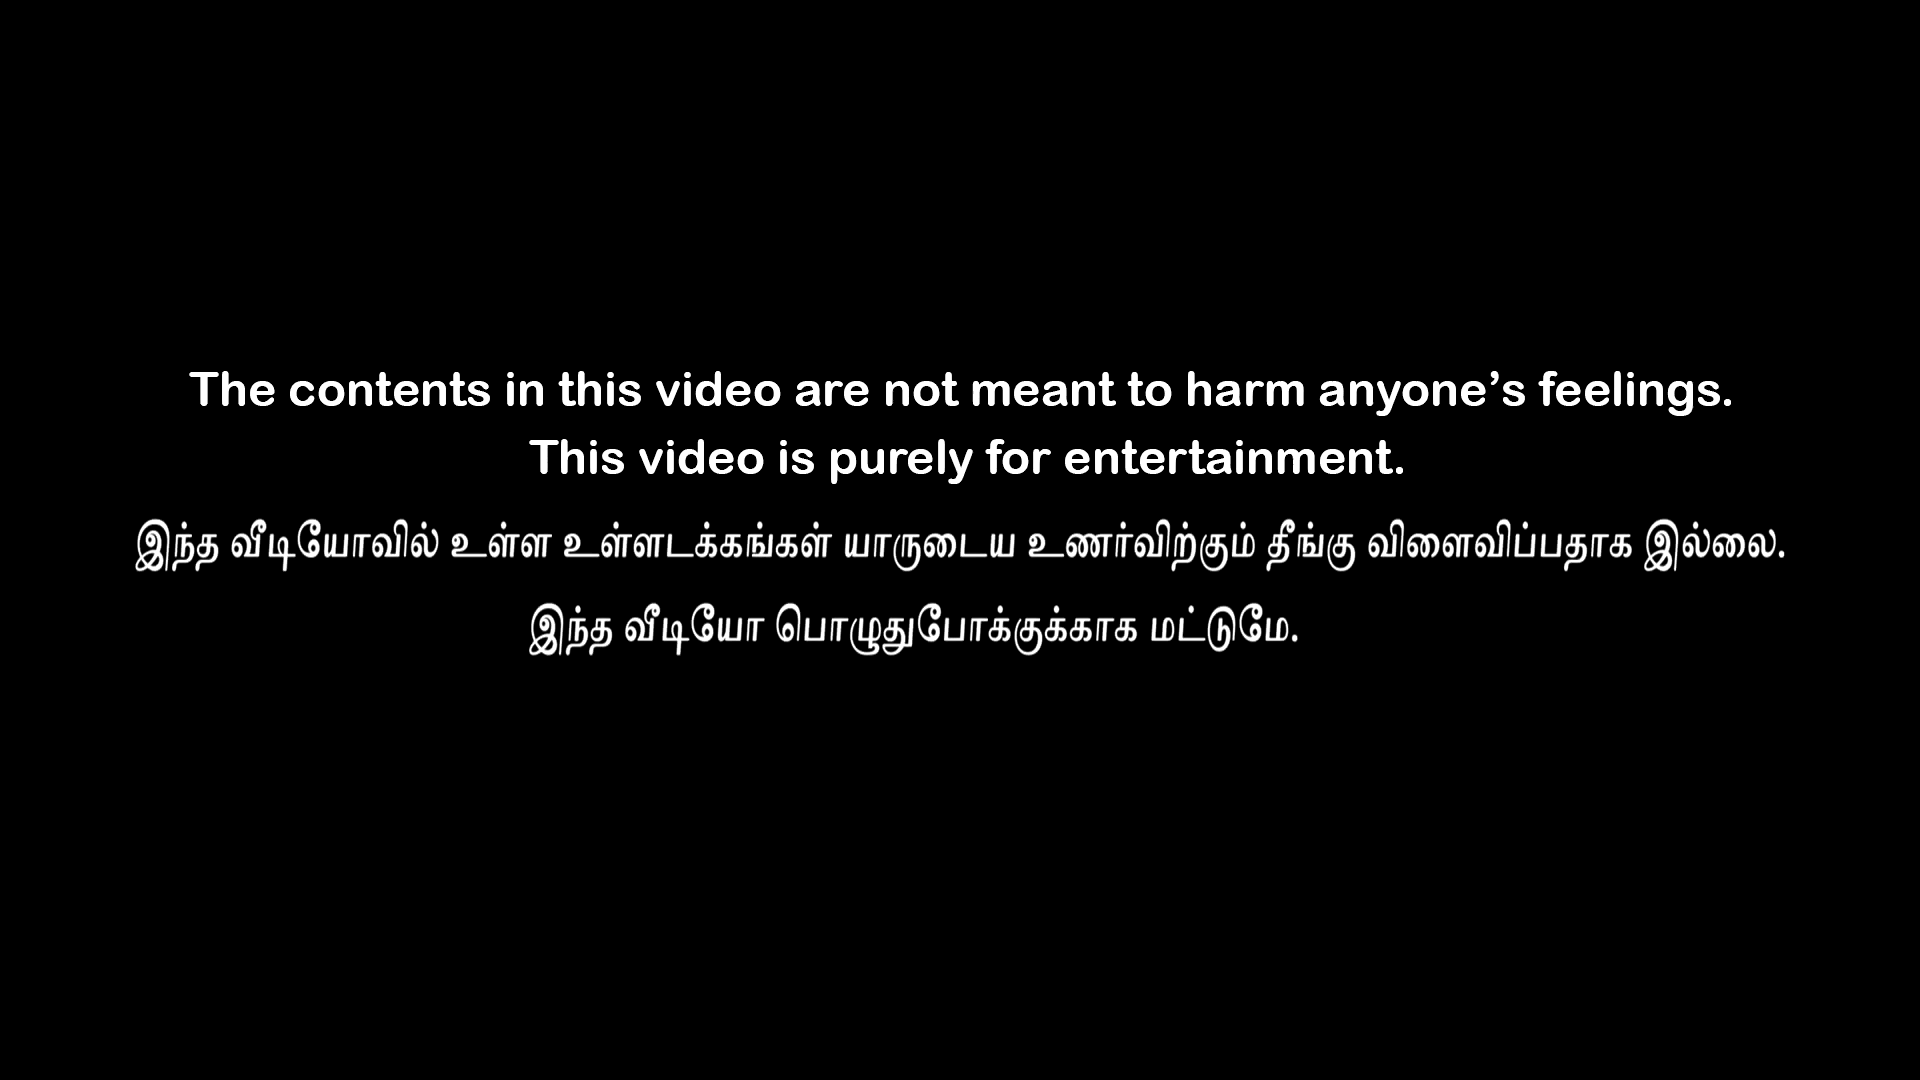 The contents in this video are not meant to harm anyone’s feelings.
This video is purely for entertainment.
இந்த வீடியோவில் உள்ள உள்ளடக்கங்கள் யாருடைய உணர்விற்கும் தீங்கு விளைவிப்பதாக இல்லை.
இந்த வீடியோ பொழுதுபோக்குக்காக மட்டுமே.